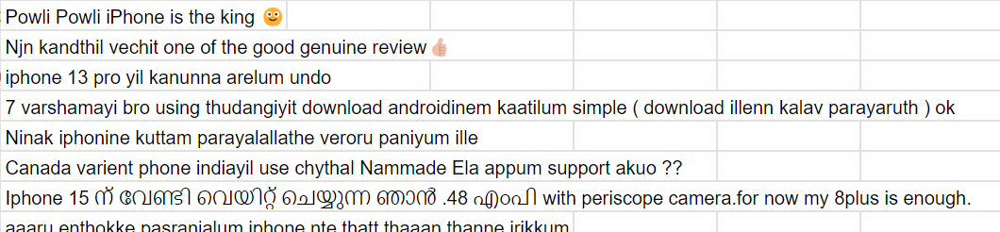 Powli Powli iPhone is the king 🙂
Njn kandthil vechit one of the good genuine review👍
iphone 13 pro yil kanunna arelum undo
7 varshamayi bro using thudangiyit download androidinem kaatilum simple ( download illenn kalav parayaruth ) ok
Ninak iphonine kuttam parayalallathe veroru paniyum ille
Canada varient phone indiayil use chythal Nammade Ela appum support akuo ??
Iphone 15 ന് വേണ്ടി വെയിറ്റ് ചെയ്യുന്ന ഞാൻ .48 എംപി with periscope camera.for now my 8plus is enough.
aaaru enthokke pasranjalum iphone nte thatt thaaan thanne irikkum